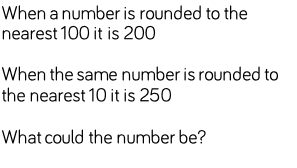 When a number is rounded to the
nearest 100 it is 200
When the same number is rounded to
the nearest 10 it is 250
What could the number be?